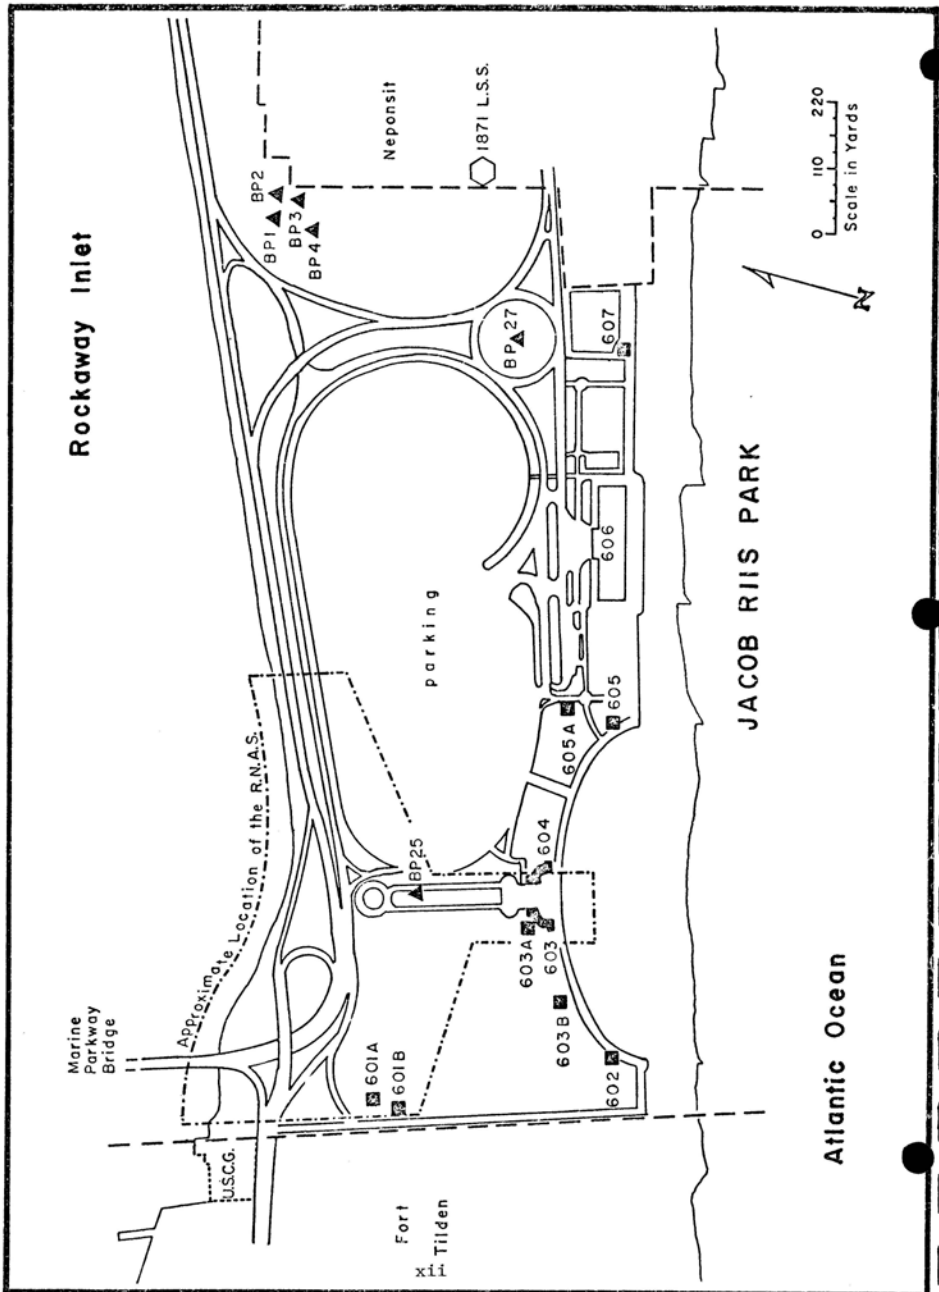 Rockaway Inlet
Marine
Parkway
Bridge
Approximate Location of the R.N.A.S.
U.S.C.G.
Fort
Tilden
601A
601B
BP25
parking
BP1
BP2
BP3
BP4
Neponsit
1871 L.S.S.
BP 27
602
603B
603A
603
604
605A
605
606
607
Atlantic Ocean
JACOB RIIS PARK
N
0 110 220
Scale in Yards
xii